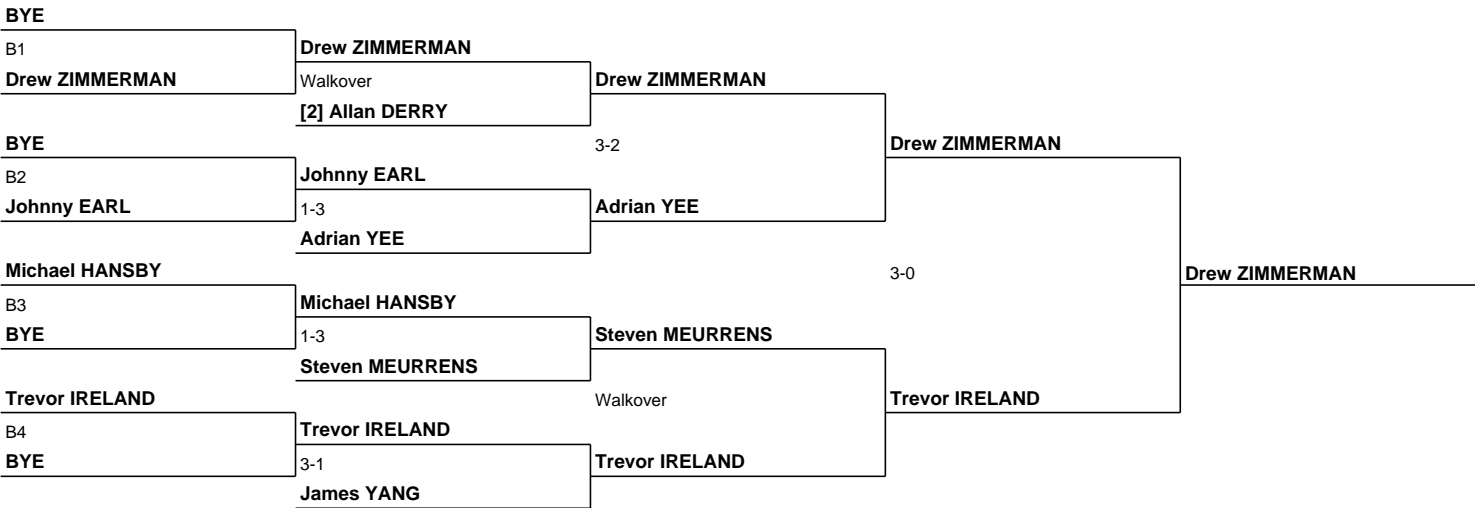 BYE
B1
Drew ZIMMERMAN
Drew ZIMMERMAN
Walkover
Drew ZIMMERMAN
[2] Allan DERRY
BYE
3-2
Drew ZIMMERMAN
B2
Johnny EARL
Johnny EARL
1-3
Adrian YEE
Adrian YEE
Michael HANSBY
3-0
Drew ZIMMERMAN
B3
Michael HANSBY
BYE
1-3
Steven MEURRENS
Steven MEURRENS
Trevor IRELAND
Walkover
Trevor IRELAND
B4
Trevor IRELAND
BYE
3-1
Trevor IRELAND
James YANG